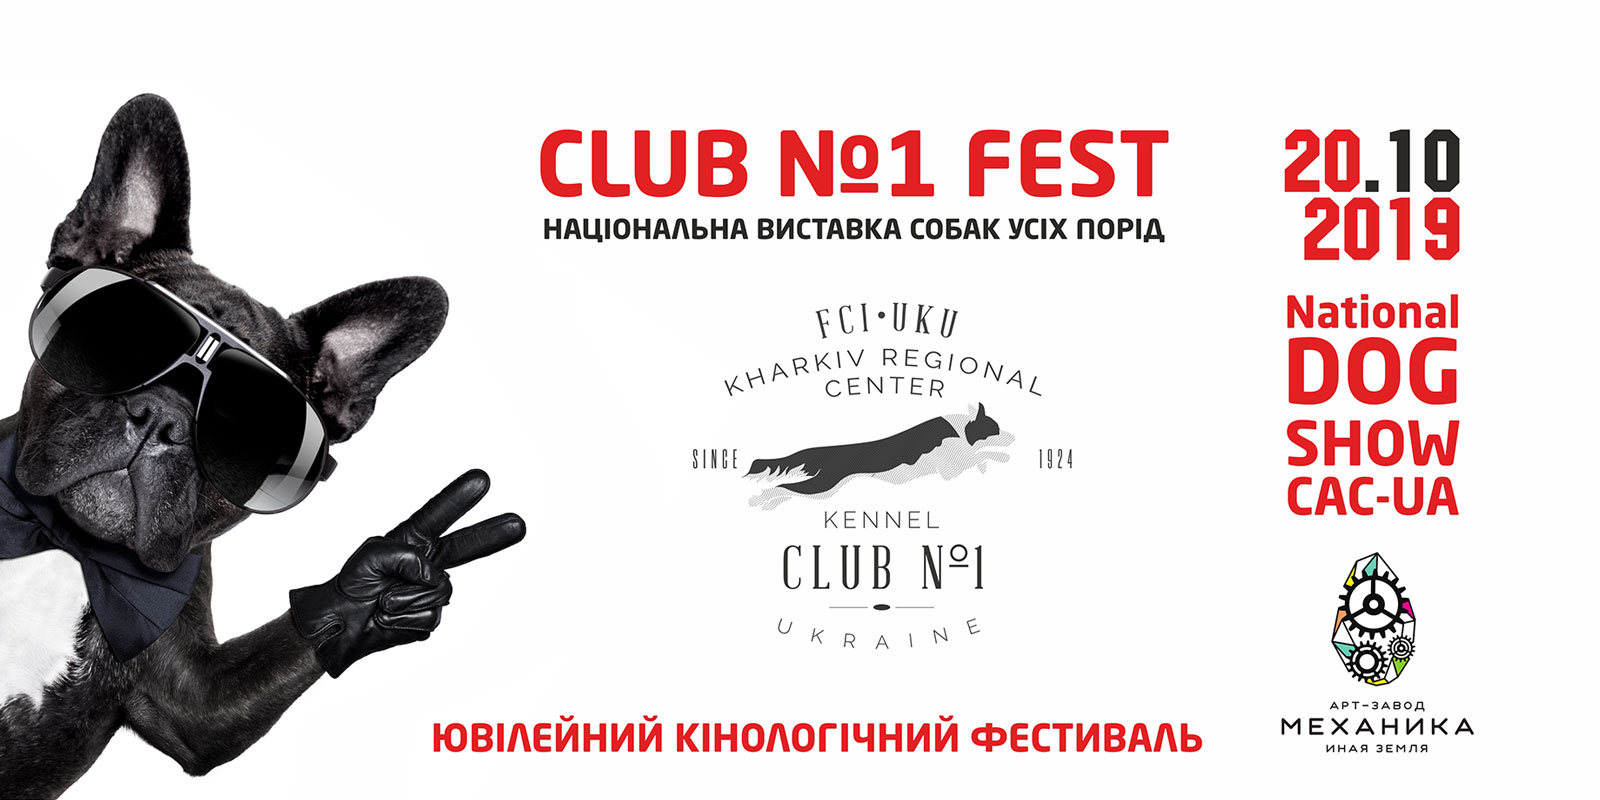 CLUB №1 FEST
НАЦІОНАЛЬНА ВИСТАВКА СОБАК УСІХ ПОРІД
FCI•UKU
KHARKIV REGIONAL
CENTER
SINCE 1924
KENNEL
CLUB №1
UKRAINE
ЮВІЛЕЙНИЙ КІНОЛОГІЧНИЙ ФЕСТИВАЛЬ
20.10
2019
National
DOG
SHOW
CAC-UA
АРТ-ЗАВОД
МЕХАНИКА
ИНАЯ ЗЕМЛЯ